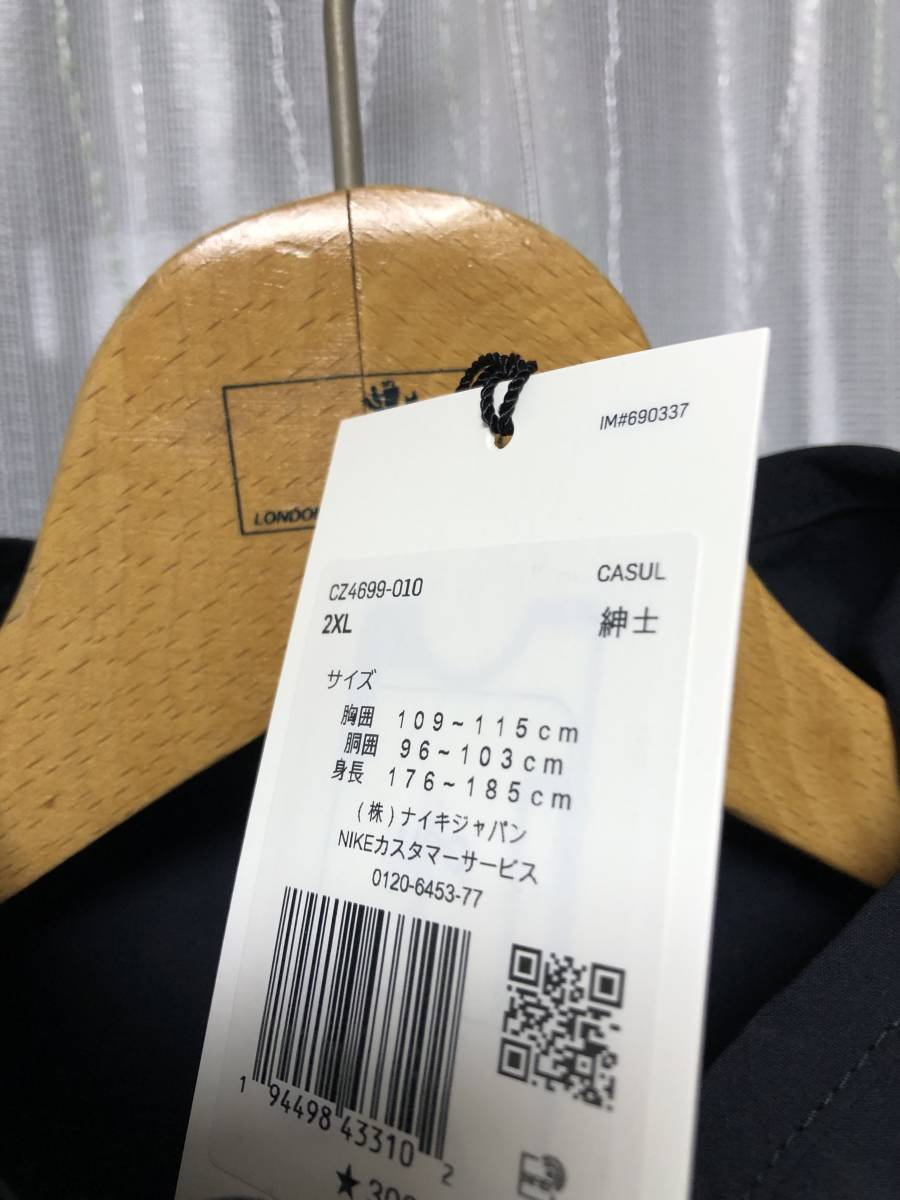 IM#690337
CZ4699-010 CASUL
2XL 紳士
サイズ
胸囲 109~115cm
胴囲 96~103cm
身長 176~185cm
(株)ナイキジャパン
NIKEカスタマーサービス
0120-6453-77
1 94498 43310 2